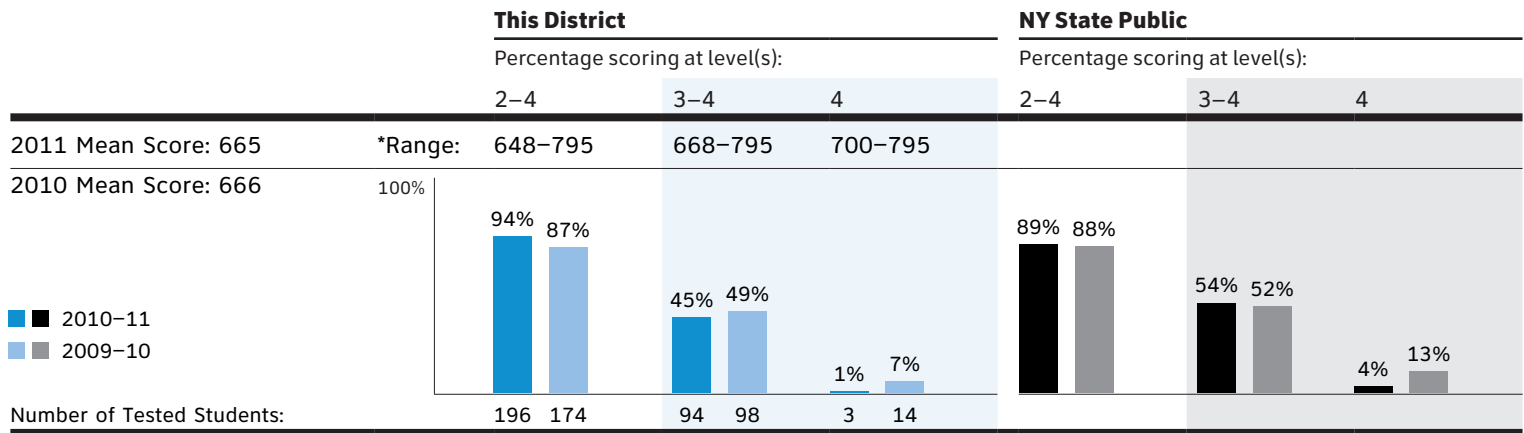 This District
NY State Public
Percentage scoring at level(s):
Percentage scoring at level(s):
2–4 3–4 4 2–4 3–4 4
2011 Mean Score: 665 *Range: 648–795 668–795 700–795
2010 Mean Score: 666
100%
94% 87% 45% 49% 1% 7%
89% 88% 54% 52% 4% 13%
2010–11
2009–10
Number of Tested Students: 196 174 94 98 3 14